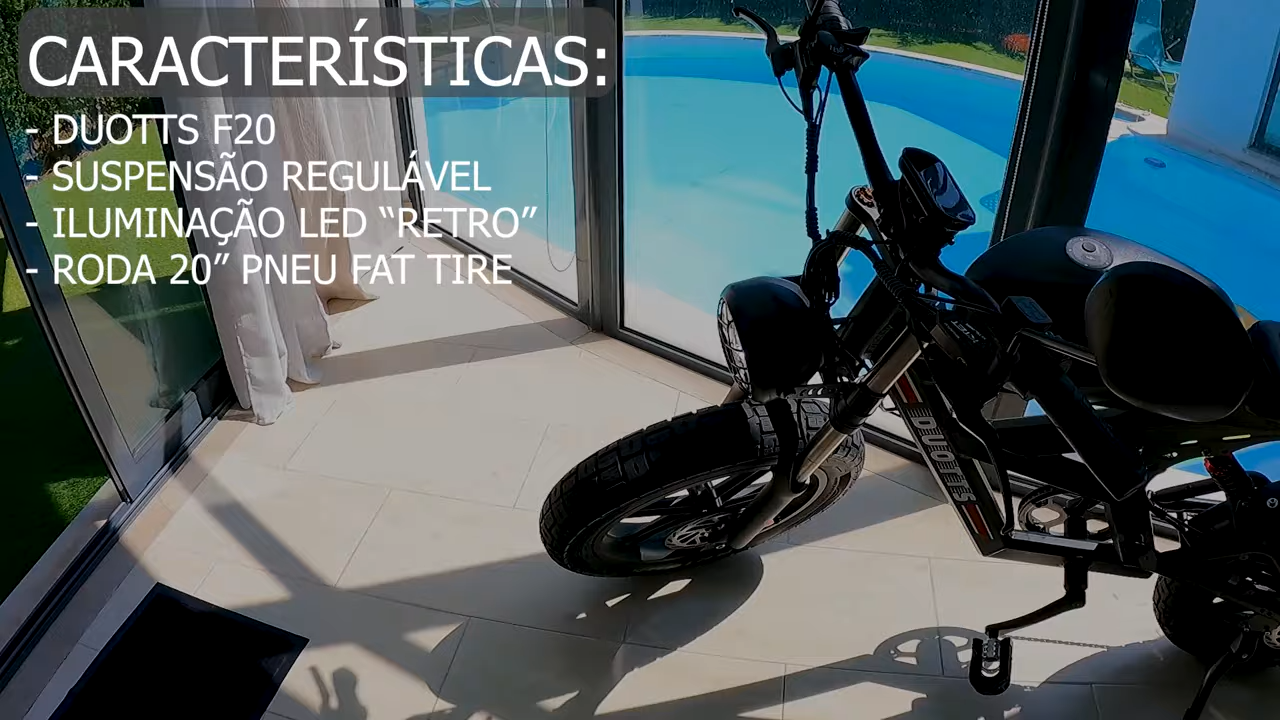 CARACTERÍSTICAS:
- DUOTTS F20
- SUSPENSÃO REGULÁVEL
- ILUMINAÇÃO LED “RETRO”
- RODA 20” PNEU FAT TIRE
DUOTTS